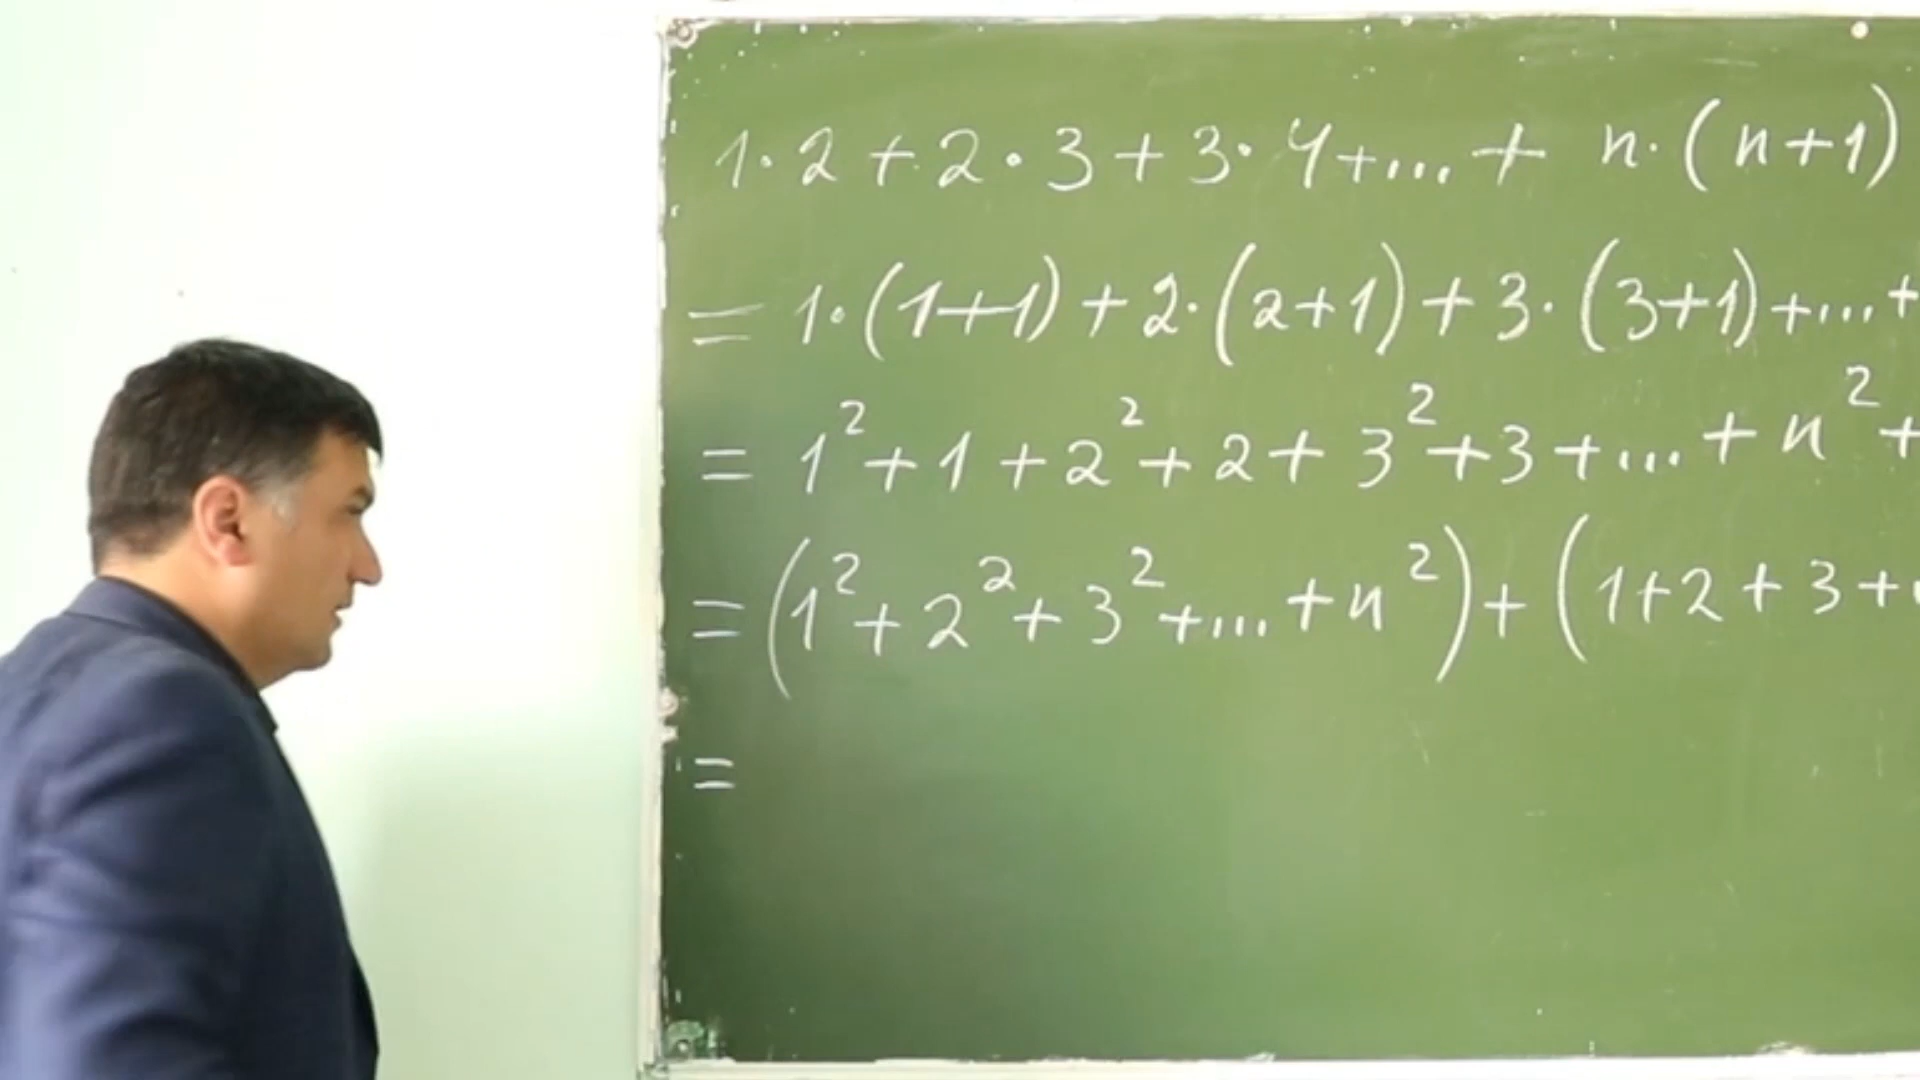 1·2+2·3+3·4+...+ n·(n+1)
= 1·(1+1)+2·(2+1)+3·(3+1)+...+
= 1²+1+2²+2+3²+3+...+n²+
= (1²+2²+3²+...+n²)+(1+2+3+
=